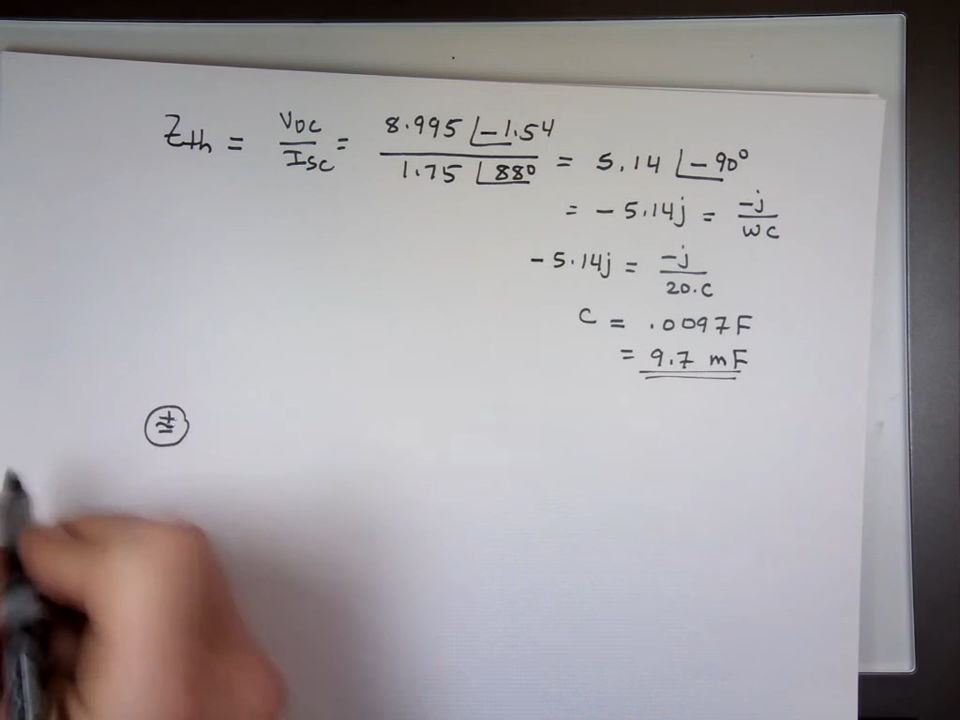 Zth = Voc/Isc = 8.995 ∠-1.54 / 1.75 ∠88° = 5.14 ∠-90°
= -5.14j = -j/wc
-5.14j = -j/20.C
C = .0097F
= 9.7 mF